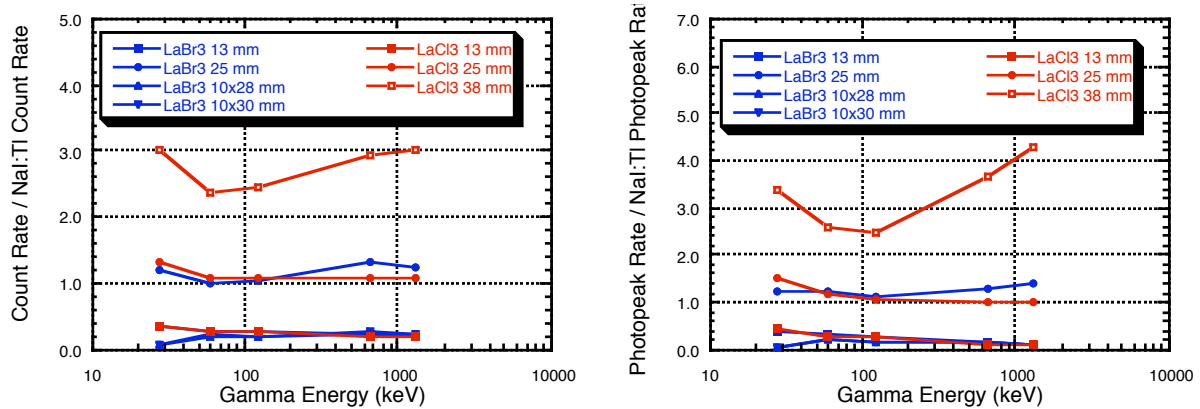 5.0
4.0
3.0
2.0
1.0
0.0
10
100
1000
10000
Gamma Energy (keV)
Count Rate / NaI:Tl Count Rate
LaBr3 13 mm
LaBr3 25 mm
LaBr3 10x28 mm
LaBr3 10x30 mm
LaCl3 13 mm
LaCl3 25 mm
LaCl3 38 mm
7.0
6.0
5.0
4.0
3.0
2.0
1.0
0.0
10
100
1000
10000
Gamma Energy (keV)
Photopeak Rate / NaI:Tl Photopeak Rat
LaBr3 13 mm
LaBr3 25 mm
LaBr3 10x28 mm
LaBr3 10x30 mm
LaCl3 13 mm
LaCl3 25 mm
LaCl3 38 mm